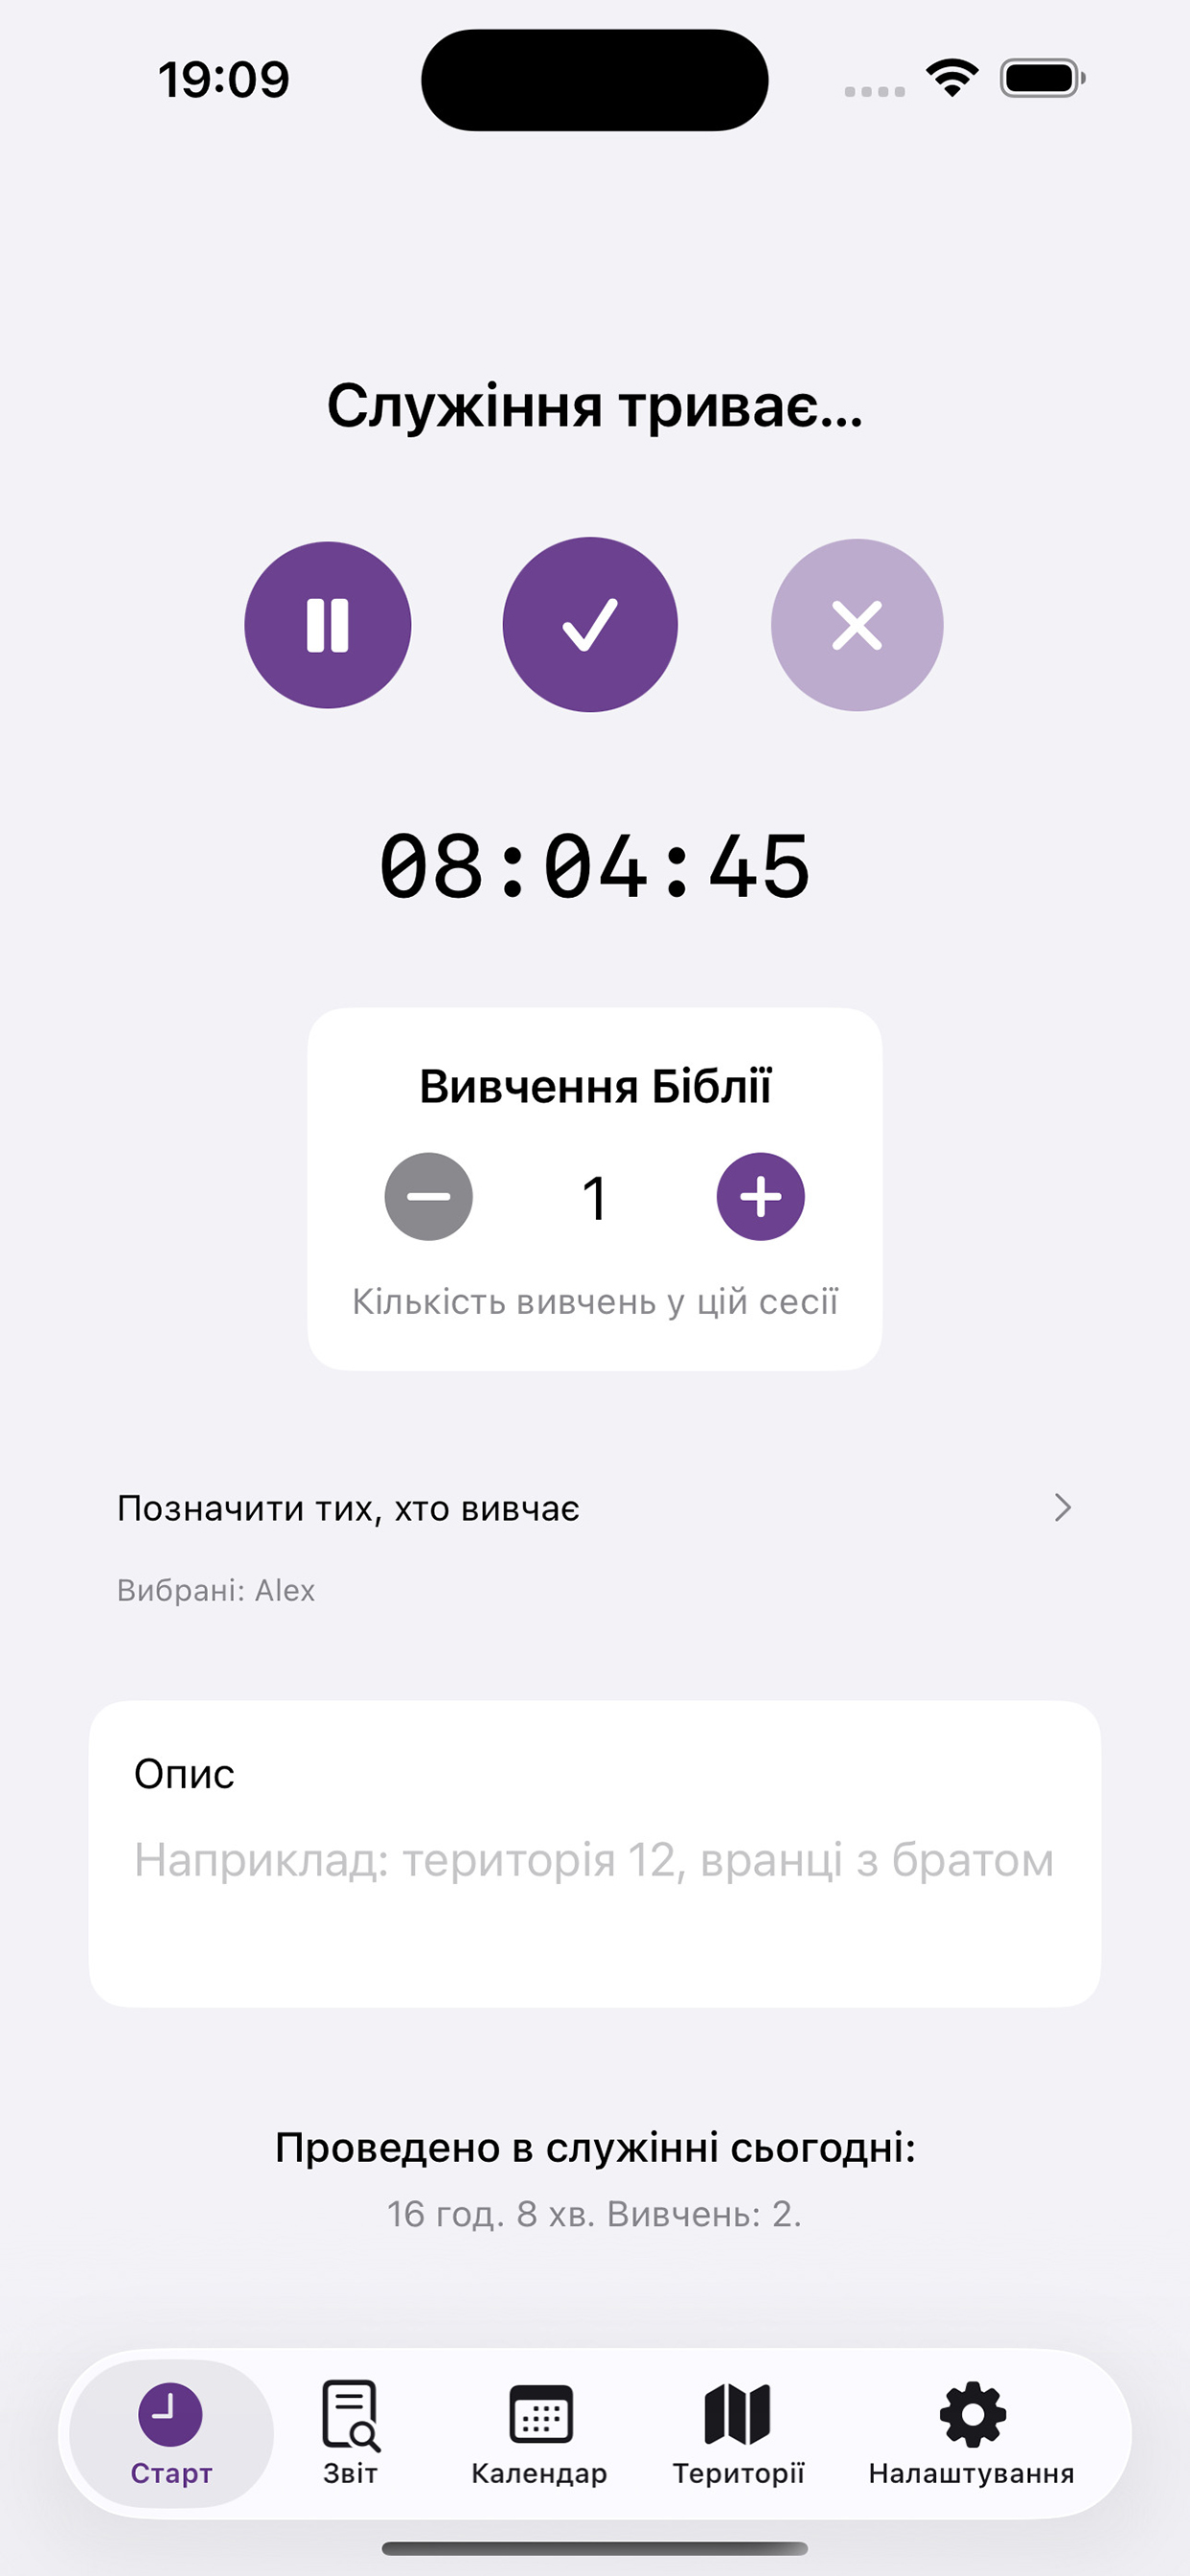 19:09
Служіння триває...
08:04:45
Вивчення Біблії
1
Кількість вивчень у цій сесії
Позначити тих, хто вивчає
Вибрані: Alex
Опис
Наприклад: територія 12, вранці з братом
Проведено в служінні сьогодні:
16 год. 8 хв. Вивчень: 2.
Старт
Звіт
Календар
Території
Налаштування